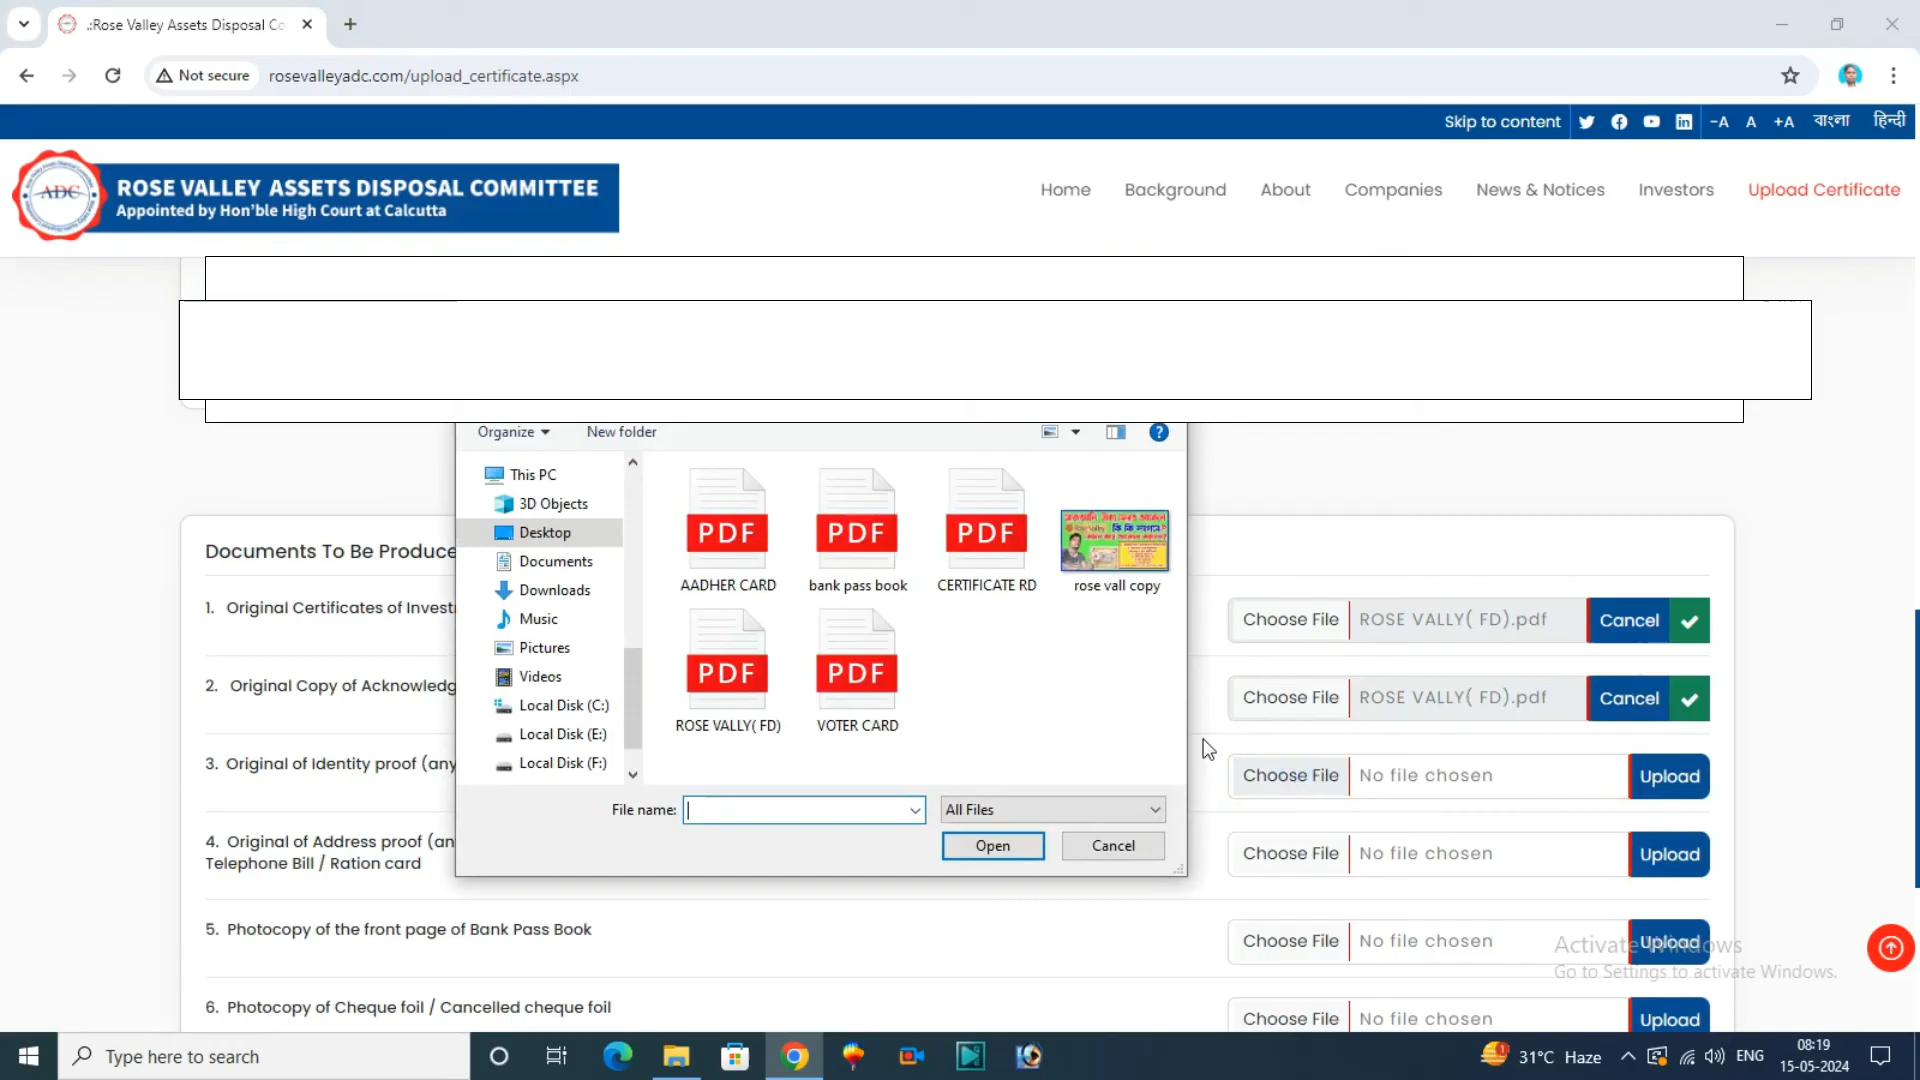 .:Rose Valley Assets Disposal Co
Not secure
rosevalleyadc.com/upload_certificate.aspx
Skip to content
-A A +A বাংলা हिन्दी
ADC
ROSE VALLEY ASSETS DISPOSAL COMMITTEE
Appointed by Hon'ble High Court at Calcutta
Home Background About Companies News & Notices Investors Upload Certificate
Organize New folder
This PC
3D Objects
Desktop
Documents
Downloads
Music
Pictures
Videos
Local Disk (C:)
Local Disk (E:)
Local Disk (F:)
PDF
AADHER CARD
PDF
bank pass book
PDF
CERTIFICATE RD
rose vall copy
PDF
ROSE VALLY( FD)
PDF
VOTER CARD
File name:
All Files
Open Cancel
Documents To Be Produce
1. Original Certificates of Invest
Choose File ROSE VALLY( FD).pdf Cancel
2. Original Copy of Acknowledg
Choose File ROSE VALLY( FD).pdf Cancel
3. Original of Identity proof (any
Choose File No file chosen Upload
4. Original of Address proof (an
Telephone Bill / Ration card
Choose File No file chosen Upload
5. Photocopy of the front page of Bank Pass Book
Choose File No file chosen Upload
6. Photocopy of Cheque foil / Cancelled cheque foil
Choose File No file chosen Upload
Activate Windows
Go to Settings to activate Windows.
Type here to search
31°C Haze
ENG
08:19
15-05-2024